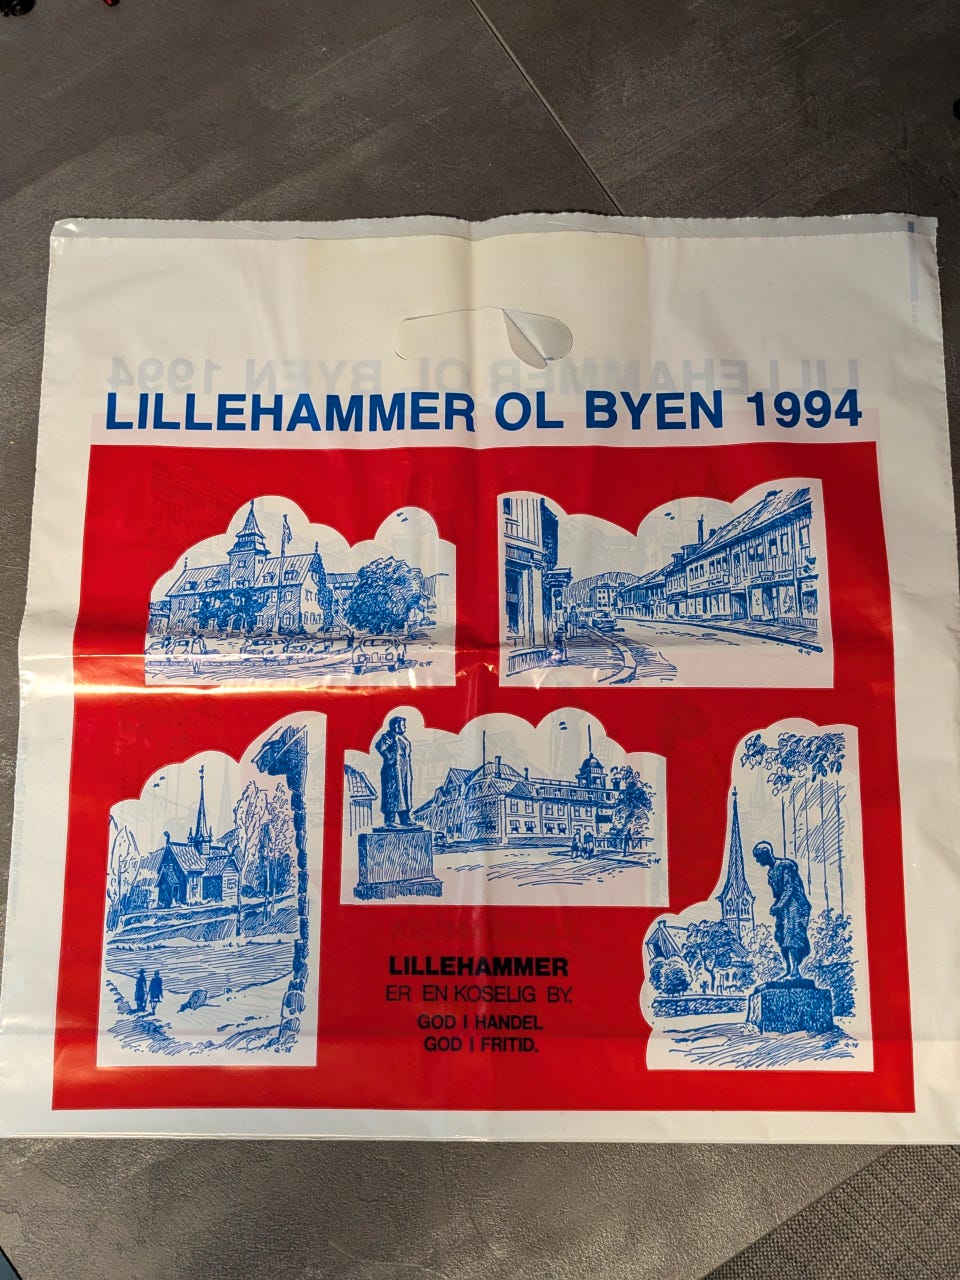 LILLEHAMMER OL BYEN 1994
LILLEHAMMER
ER EN KOSELIG BY.
GOD I HANDEL
GOD I FRITID.